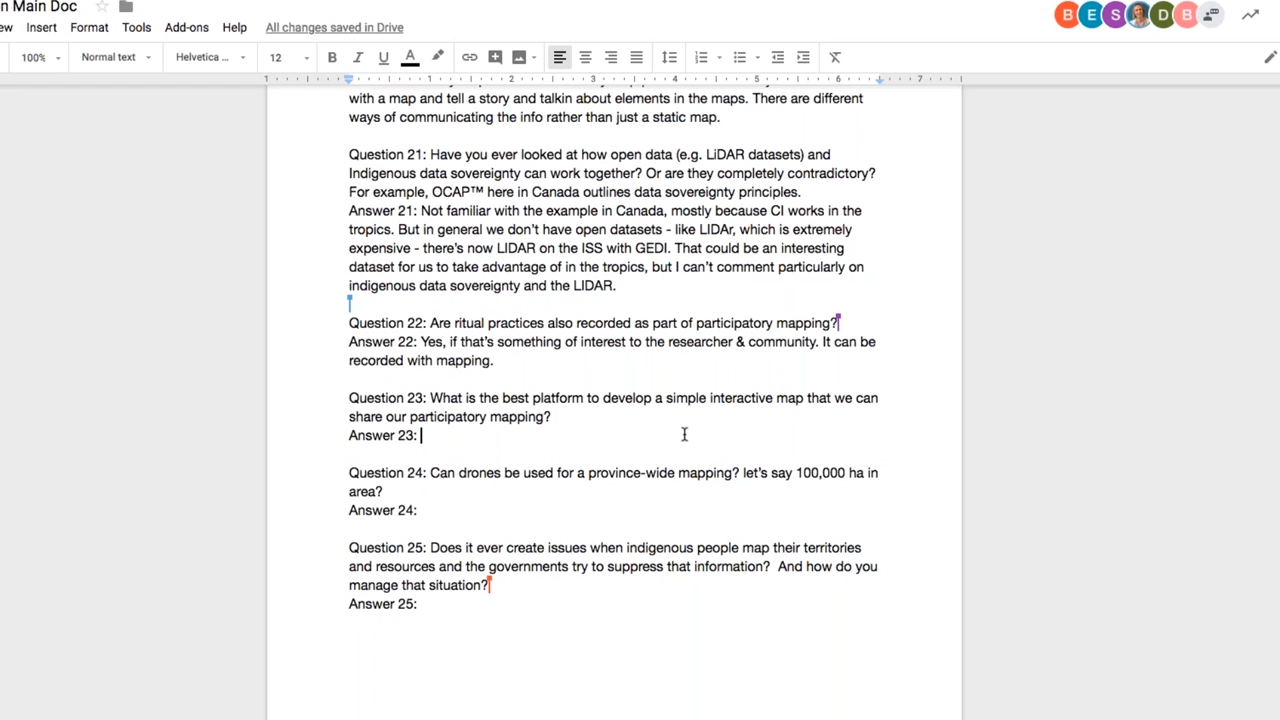 n Main Doc
ew Insert Format Tools Add-ons Help All changes saved in Drive
B E S D B
100% Normal text Helvetica ... 12 B I U A
1 1 2 3 4 5 6 7
with a map and tell a story and talkin about elements in the maps. There are different
ways of communicating the info rather than just a static map.
Question 21: Have you ever looked at how open data (e.g. LiDAR datasets) and
Indigenous data sovereignty can work together? Or are they completely contradictory?
For example, OCAP™ here in Canada outlines data sovereignty principles.
Answer 21: Not familiar with the example in Canada, mostly because CI works in the
tropics. But in general we don't have open datasets - like LIDAr, which is extremely
expensive - there's now LIDAR on the ISS with GEDI. That could be an interesting
dataset for us to take advantage of in the tropics, but I can't comment particularly on
indigenous data sovereignty and the LIDAR.
Question 22: Are ritual practices also recorded as part of participatory mapping?
Answer 22: Yes, if that's something of interest to the researcher & community. It can be
recorded with mapping.
Question 23: What is the best platform to develop a simple interactive map that we can
share our participatory mapping?
Answer 23:
Question 24: Can drones be used for a province-wide mapping? let's say 100,000 ha in
area?
Answer 24:
Question 25: Does it ever create issues when indigenous people map their territories
and resources and the governments try to suppress that information?  And how do you
manage that situation?
Answer 25: